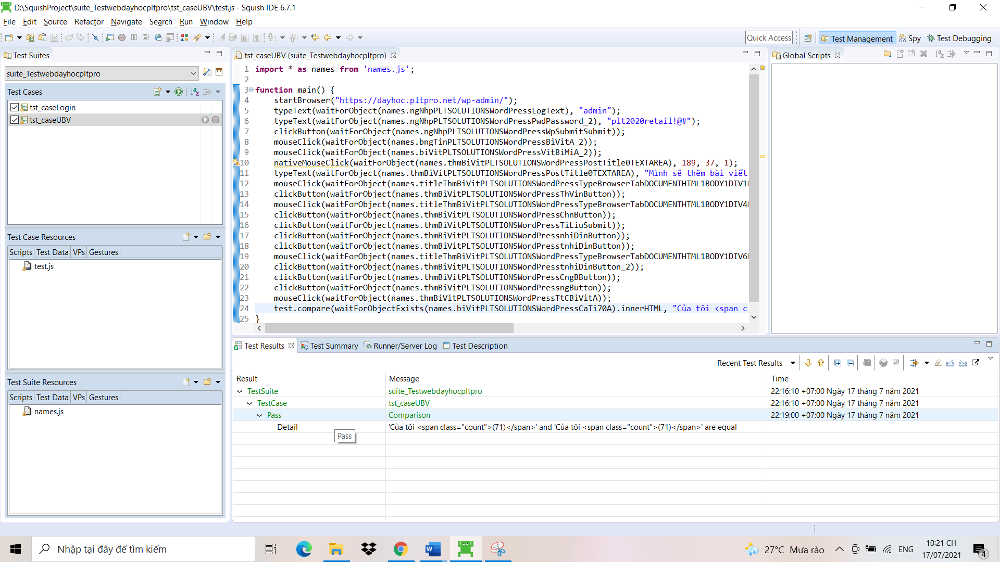 D:\SquishProject\suite_Testwebdayhocpltpro\tst_caseUBV\test.js - Squish IDE 6.7.1
File Edit Source Refactor Navigate Search Run Window Help
Quick Access Test Management Spy Test Debugging
Test Suites
suite_Testwebdayhocpltpro
Test Cases
tst_caseLogin
tst_caseUBV
Test Case Resources
Scripts Test Data VPs Gestures
test.js
Test Suite Resources
Scripts Test Data VPs Gestures
names.js
tst_caseUBV (suite_Testwebdayhocpltpro)
1 import * as names from 'names.js';
2
3 function main() {
4 startBrowser("https://dayhoc.pltpro.net/wp-admin/");
5 typeText(waitForObject(names.ngNhpPLTSOLUTIONSWordPressLogText), "admin");
6 typeText(waitForObject(names.ngNhpPLTSOLUTIONSWordPressPwdPassword_2), "plt2020retail!@#");
7 clickButton(waitForObject(names.ngNhpPLTSOLUTIONSWordPressWpSubmitSubmit));
8 mouseClick(waitForObject(names.bngTinPLTSOLUTIONSWordPressBiVitA_2));
9 mouseClick(waitForObject(names.biVitPLTSOLUTIONSWordPressVitBiMiA_2));
10 nativeMouseClick(waitForObject(names.thmBiVitPLTSOLUTIONSWordPressPostTitle0TEXTAREA), 189, 37, 1);
11 typeText(waitForObject(names.thmBiVitPLTSOLUTIONSWordPressPostTitle0TEXTAREA), "Mình sẽ thêm bài viết
12 mouseClick(waitForObject(names.titleThmBiVitPLTSOLUTIONSWordPressTypeBrowserTabDOCUMENTHTML1BODY1DIV1
13 clickButton(waitForObject(names.thmBiVitPLTSOLUTIONSWordPressThVinButton));
14 mouseClick(waitForObject(names.titleThmBiVitPLTSOLUTIONSWordPressTypeBrowserTabDOCUMENTHTML1BODY1DIV4
15 clickButton(waitForObject(names.thmBiVitPLTSOLUTIONSWordPressChnButton));
16 clickButton(waitForObject(names.thmBiVitPLTSOLUTIONSWordPressTiLiuSubmit));
17 clickButton(waitForObject(names.thmBiVitPLTSOLUTIONSWordPressnhiDinButton));
18 clickButton(waitForObject(names.thmBiVitPLTSOLUTIONSWordPresstnhiDinButton));
19 mouseClick(waitForObject(names.titleThmBiVitPLTSOLUTIONSWordPressTypeBrowserTabDOCUMENTHTML1BODY1DIV6
20 clickButton(waitForObject(names.thmBiVitPLTSOLUTIONSWordPresstnhiDinButton_2));
21 clickButton(waitForObject(names.thmBiVitPLTSOLUTIONSWordPressCngBButton));
22 clickButton(waitForObject(names.thmBiVitPLTSOLUTIONSWordPressngButton));
23 mouseClick(waitForObject(names.thmBiVitPLTSOLUTIONSWordPressTtCBiVitA));
24 test.compare(waitForObjectExists(names.biVitPLTSOLUTIONSWordPressCaTi70A).innerHTML, "Của tôi <span c
25 }
Global Scripts
Test Results Test Summary Runner/Server Log Test Description
Recent Test Results
Result Message Time
TestSuite suite_Testwebdayhocpltpro 22:16:10 +07:00 Ngày 17 tháng 7 năm 2021
TestCase tst_caseUBV 22:16:10 +07:00 Ngày 17 tháng 7 năm 2021
Pass Comparison 22:19:00 +07:00 Ngày 17 tháng 7 năm 2021
Detail 'Của tôi <span class="count">(71)</span>' and 'Của tôi <span class="count">(71)</span>' are equal
Pass
Nhập tại đây để tìm kiếm
27°C Mưa rào ENG
10:21 CH
17/07/2021
4